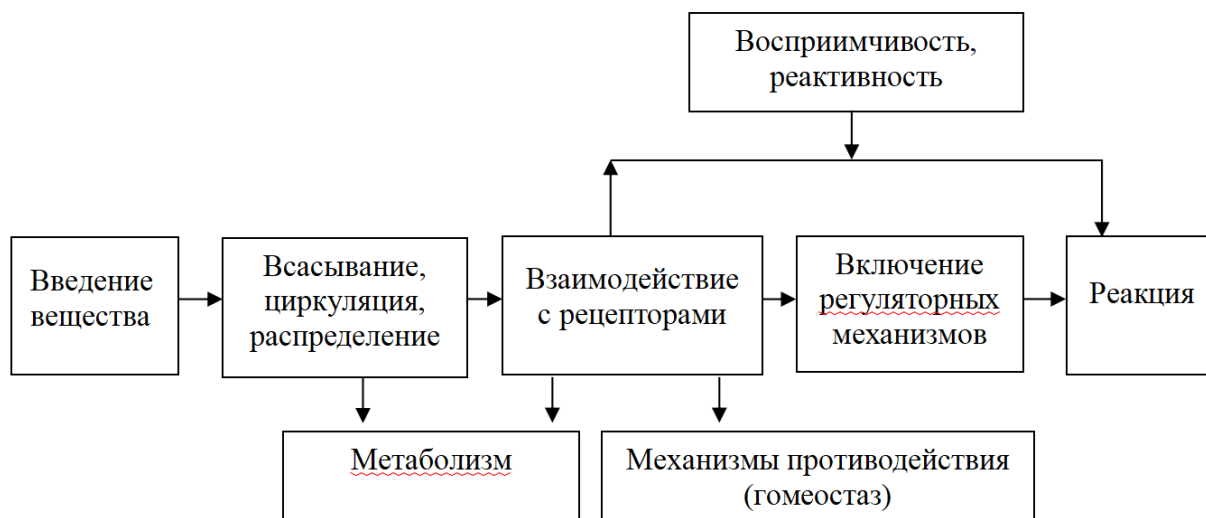 Восприимчивость,
реактивность
Введение
вещества
Всасывание,
циркуляция,
распределение
Взаимодействие
с рецепторами
Включение
регуляторных
механизмов
Реакция
Метаболизм
Механизмы противодействия
(гомеостаз)